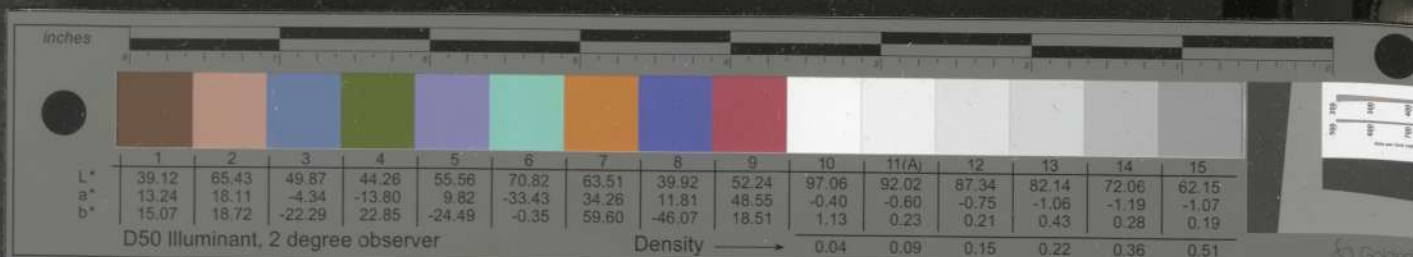 inches
1 2 3 4 5 6 7 8 9 10 11(A) 12 13 14 15
L* 39.12 65.43 49.87 44.26 55.56 70.82 63.51 39.92 52.24 97.06 92.02 87.34 82.14 72.06 62.15
a* 13.24 18.11 -4.34 -13.80 9.82 -33.43 34.26 11.81 48.55 -0.40 -0.60 -0.75 -1.06 -1.19 -1.07
b* 15.07 18.72 -22.29 22.85 -24.49 -0.35 59.60 -46.07 18.51 1.13 0.23 0.21 0.43 0.28 0.19
D50 Illuminant, 2 degree observer Density 0.04 0.09 0.15 0.22 0.36 0.51